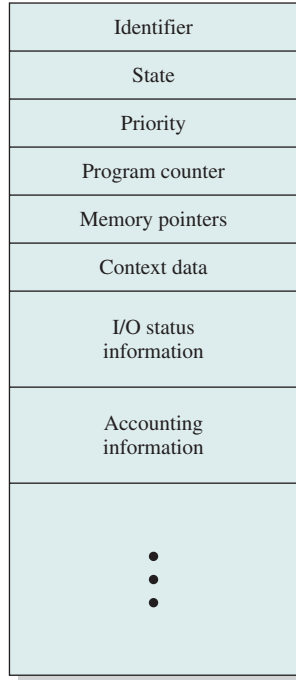 Identifier
State
Priority
Program counter
Memory pointers
Context data
I/O status
information
Accounting
information